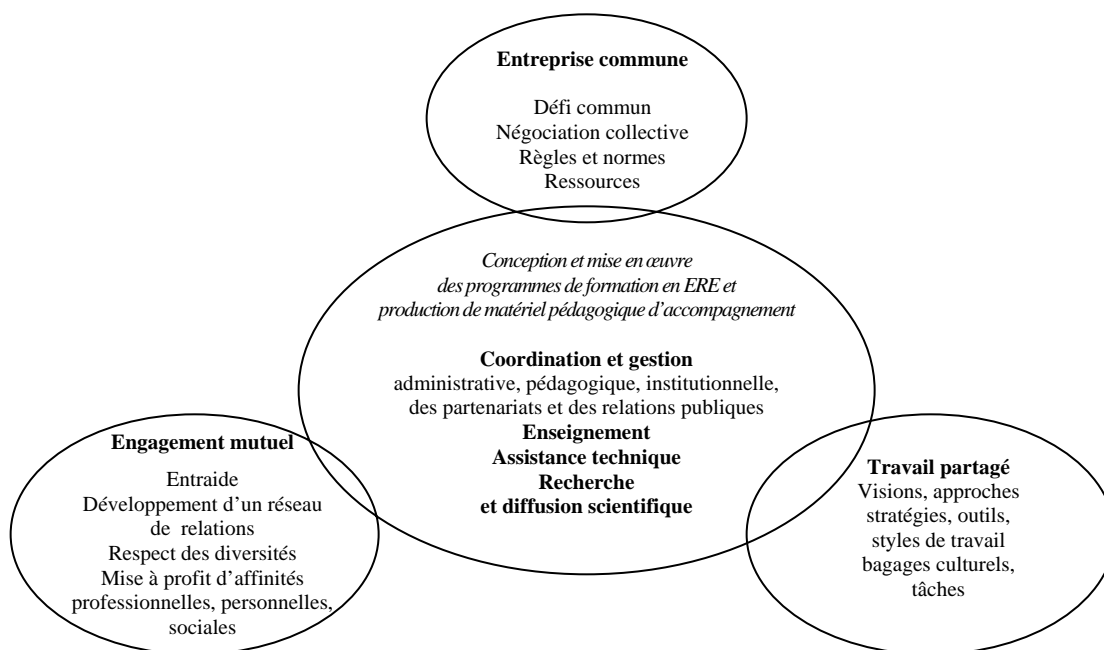 Entreprise commune
Défi commun
Négociation collective
Règles et normes
Ressources
Conception et mise en œuvre
des programmes de formation en ERE et
production de matériel pédagogique d'accompagnement
Coordination et gestion
administrative, pédagogique, institutionnelle,
des partenariats et des relations publiques
Enseignement
Assistance technique
Recherche
et diffusion scientifique
Engagement mutuel
Entraide
Développement d'un réseau
de relations
Respect des diversités
Mise à profit d'affinités
professionnelles, personnelles,
sociales
Travail partagé
Visions, approches
stratégies, outils,
styles de travail
bagages culturels,
tâches